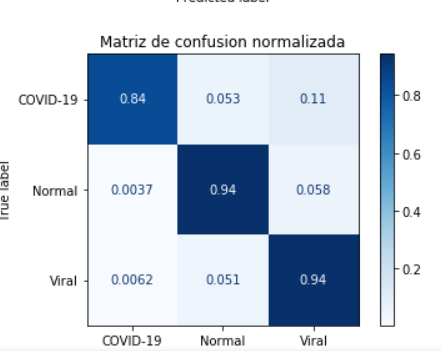 Predicted label
Matriz de confusion normalizada
COVID-19 0.84 0.053 0.11
Normal 0.0037 0.94 0.058
Viral 0.0062 0.051 0.94
COVID-19 Normal Viral
True label
0.8
0.6
0.4
0.2